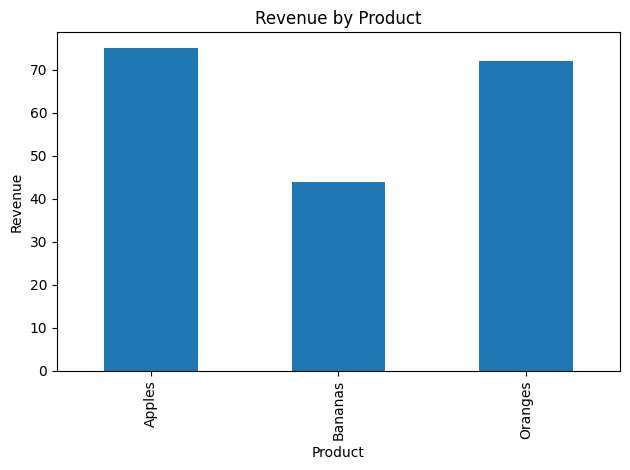 Revenue by Product
Revenue
70
60
50
40
30
20
10
0
Apples
Bananas
Oranges
Product